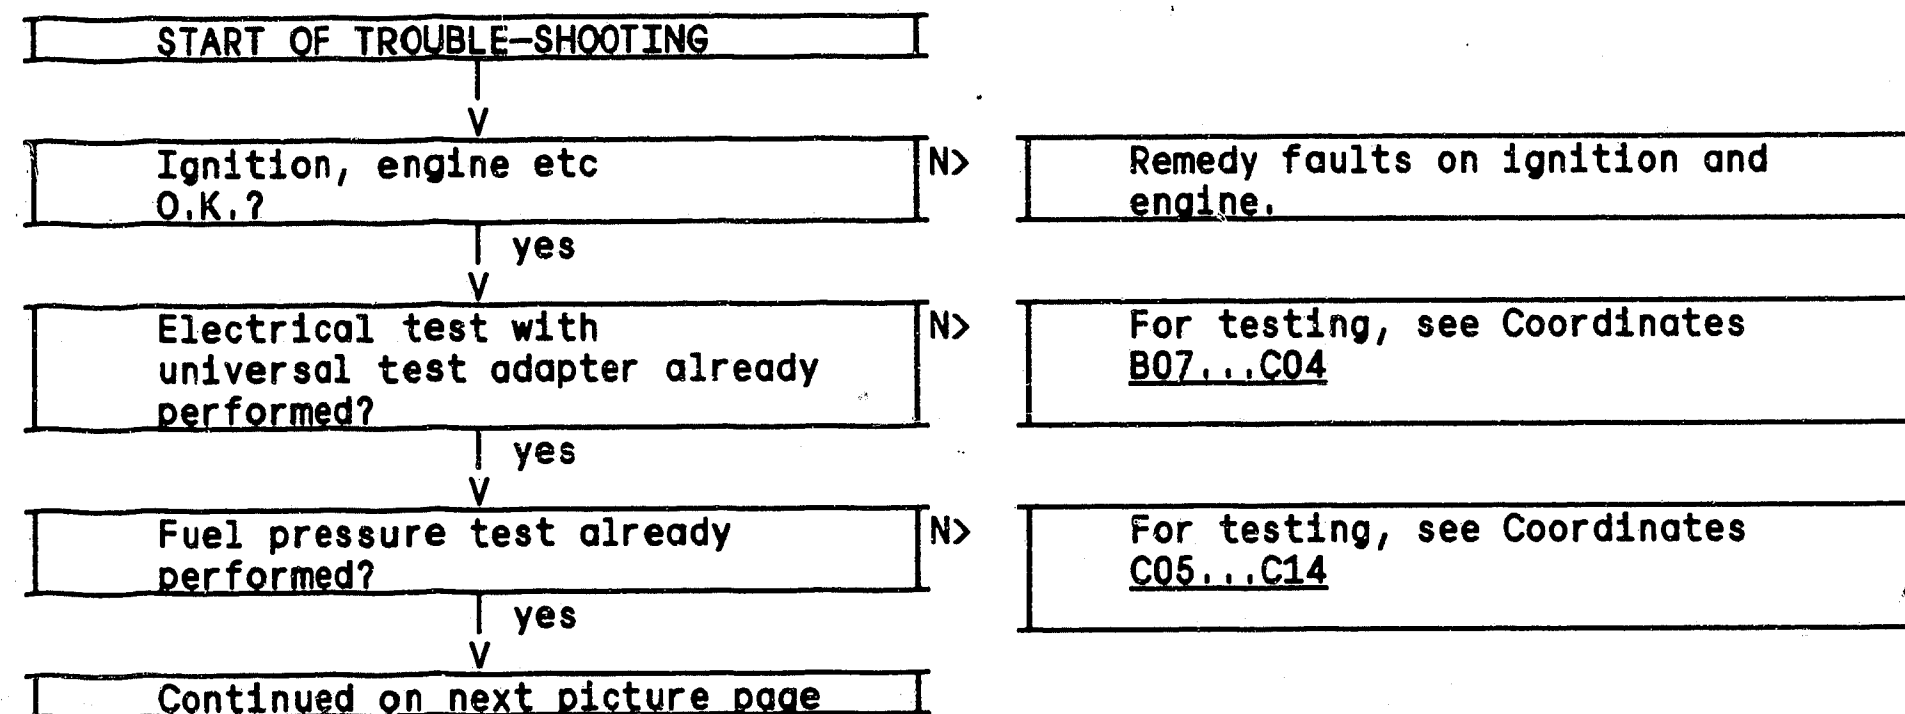 START OF TROUBLE-SHOOTING
V
Ignition, engine etc
O.K.?
N>
Remedy faults on ignition and
engine.
yes
V
Electrical test with
universal test adapter already
performed?
N>
For testing, see Coordinates
B07...C04
yes
V
Fuel pressure test already
performed?
N>
For testing, see Coordinates
C05...C14
yes
V
Continued on next picture page